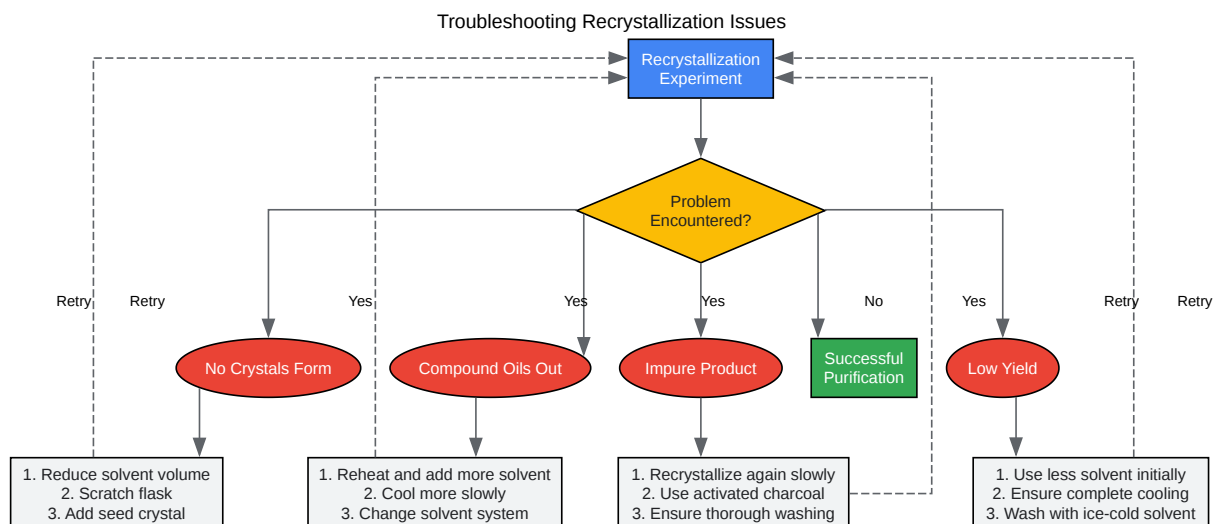 Troubleshooting Recrystallization Issues
Recrystallization
Experiment
Problem
Encountered?
Retry
Retry
Yes
Yes
Yes
No
Yes
Retry
Retry
No Crystals Form
Compound Oils Out
Impure Product
Successful
Purification
Low Yield
1. Reduce solvent volume
2. Scratch flask
3. Add seed crystal
1. Reheat and add more solvent
2. Cool more slowly
3. Change solvent system
1. Recrystallize again slowly
2. Use activated charcoal
3. Ensure thorough washing
1. Use less solvent initially
2. Ensure complete cooling
3. Wash with ice-cold solvent